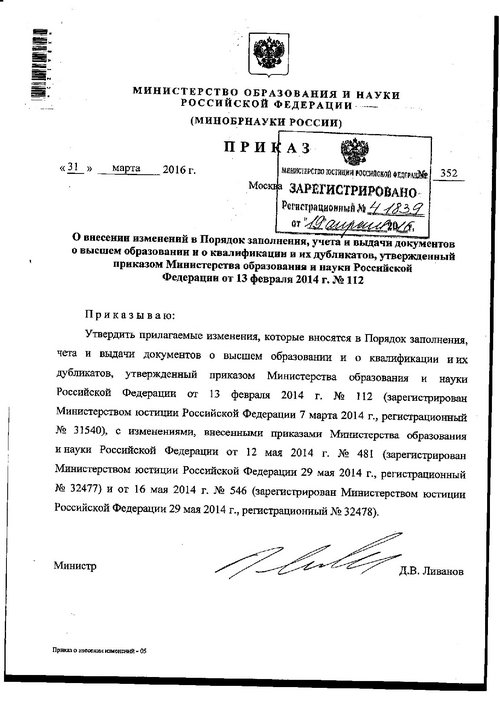 МИНИСТЕРСТВО ОБРАЗОВАНИЯ И НАУКИ
РОССИЙСКОЙ ФЕДЕРАЦИИ
(МИНОБРНАУКИ РОССИИ)
ПРИКАЗ
« 31 » марта 2016 г.
№ 352
Москва
МИНИСТЕРСТВО ЮСТИЦИИ РОССИЙСКОЙ ФЕДЕРАЦИИ
ЗАРЕГИСТРИРОВАНО
Регистрационный № 41839
от "19 апреля 2016.
О внесении изменений в Порядок заполнения, учета и выдачи документов
о высшем образовании и о квалификации и их дубликатов, утвержденный
приказом Министерства образования и науки Российской
Федерации от 13 февраля 2014 г. № 112
Приказываю:
Утвердить прилагаемые изменения, которые вносятся в Порядок заполнения,
чета и выдачи документов о высшем образовании и о квалификации и их
дубликатов, утвержденный приказом Министерства образования и науки
Российской Федерации от 13 февраля 2014 г. № 112 (зарегистрирован
Министерством юстиции Российской Федерации 7 марта 2014 г., регистрационный
№ 31540), с изменениями, внесенными приказами Министерства образования
и науки Российской Федерации от 12 мая 2014 г. № 481 (зарегистрирован
Министерством юстиции Российской Федерации 29 мая 2014 г., регистрационный
№ 32477) и от 16 мая 2014 г. № 546 (зарегистрирован Министерством юстиции
Российской Федерации 29 мая 2014 г., регистрационный № 32478).
Министр
Д.В. Ливанов
Приказ о внесении изменений - 05